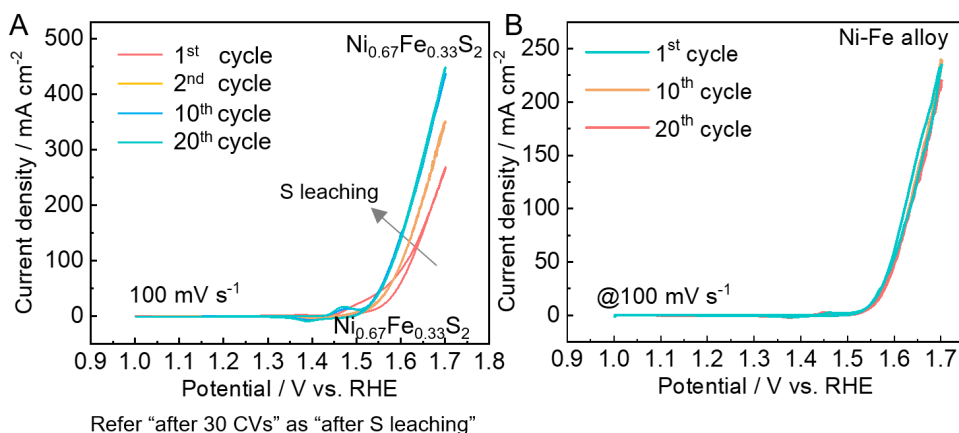 A
Current density / mA cm⁻²
500
400
300
200
100
0
Ni₀.₆₇Fe₀.₃₃S₂
1ˢᵗ cycle
2ⁿᵈ cycle
10ᵗʰ cycle
20ᵗʰ cycle
S leaching
100 mV s⁻¹
Ni₀.₆₇Fe₀.₃₃S₂
0.9 1.0 1.1 1.2 1.3 1.4 1.5 1.6 1.7 1.8
Potential / V vs. RHE
Refer “after 30 CVs” as “after S leaching”
B
Current density / mA cm⁻²
250
200
150
100
50
0
Ni-Fe alloy
1ˢᵗ cycle
10ᵗʰ cycle
20ᵗʰ cycle
@100 mV s⁻¹
0.9 1.0 1.1 1.2 1.3 1.4 1.5 1.6 1.7
Potential / V vs. RHE